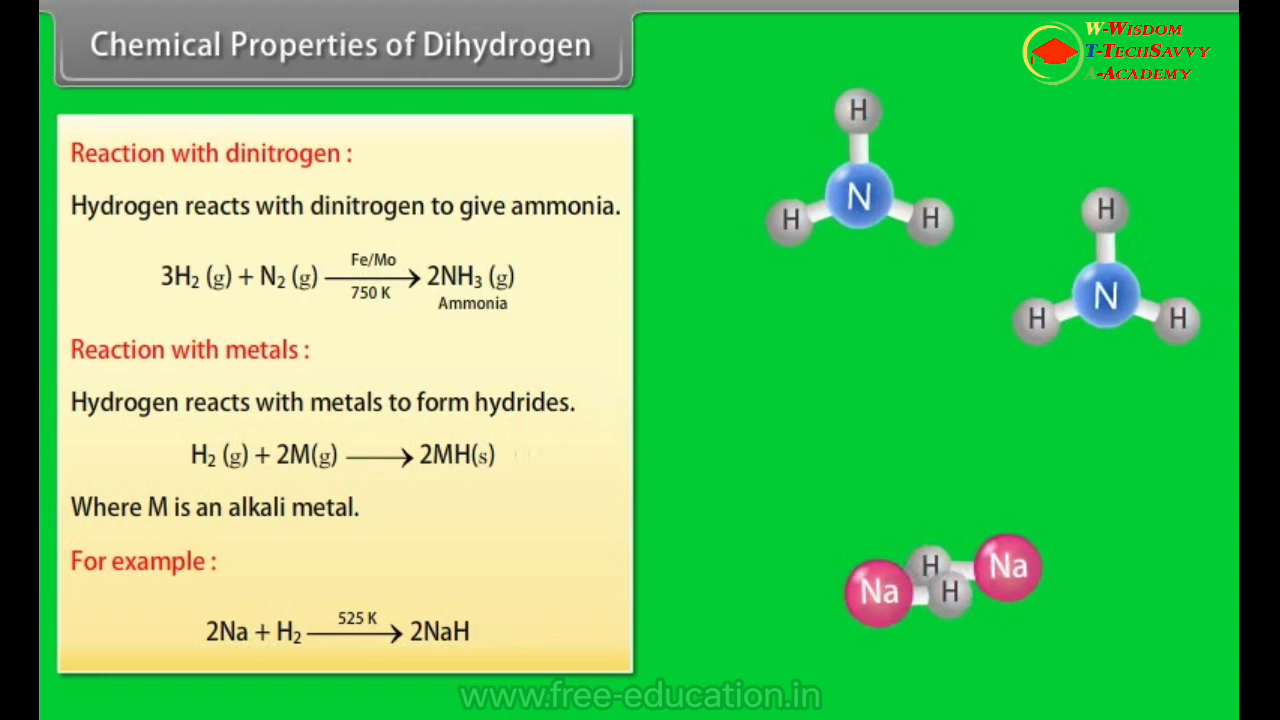 Chemical Properties of Dihydrogen
W-Wisdom
T-TechSavvy
A-Academy
Reaction with dinitrogen :
Hydrogen reacts with dinitrogen to give ammonia.
3H₂ (g) + N₂ (g) Fe/Mo 750 K ⟶ 2NH₃ (g)
Ammonia
Reaction with metals :
Hydrogen reacts with metals to form hydrides.
H₂ (g) + 2M(g) ⟶ 2MH(s)
Where M is an alkali metal.
For example :
2Na + H₂ 525 K ⟶ 2NaH
H
N
H H
H
N
H H
H Na
Na H
www.free-education.in